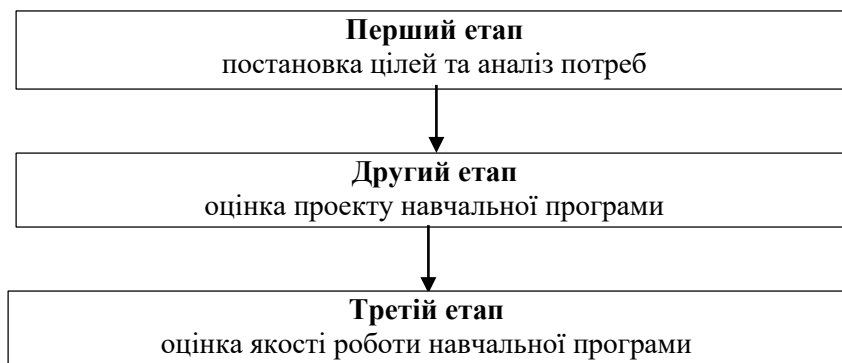 Перший етап
постановка цілей та аналіз потреб
Другий етап
оцінка проекту навчальної програми
Третій етап
оцінка якості роботи навчальної програми